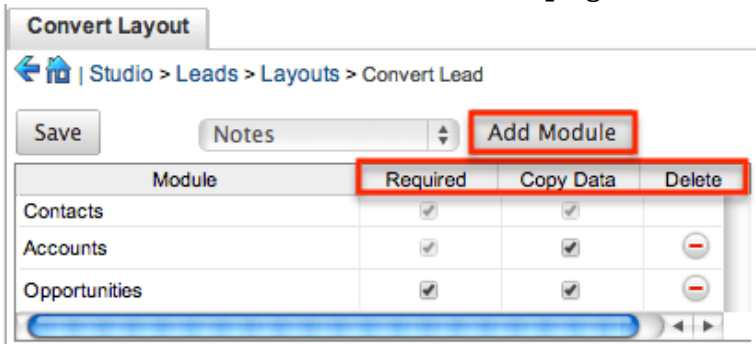 Convert Layout
| Studio > Leads > Layouts > Convert Lead
Save Notes Add Module
Module Required Copy Data Delete
Contacts
Accounts
Opportunities